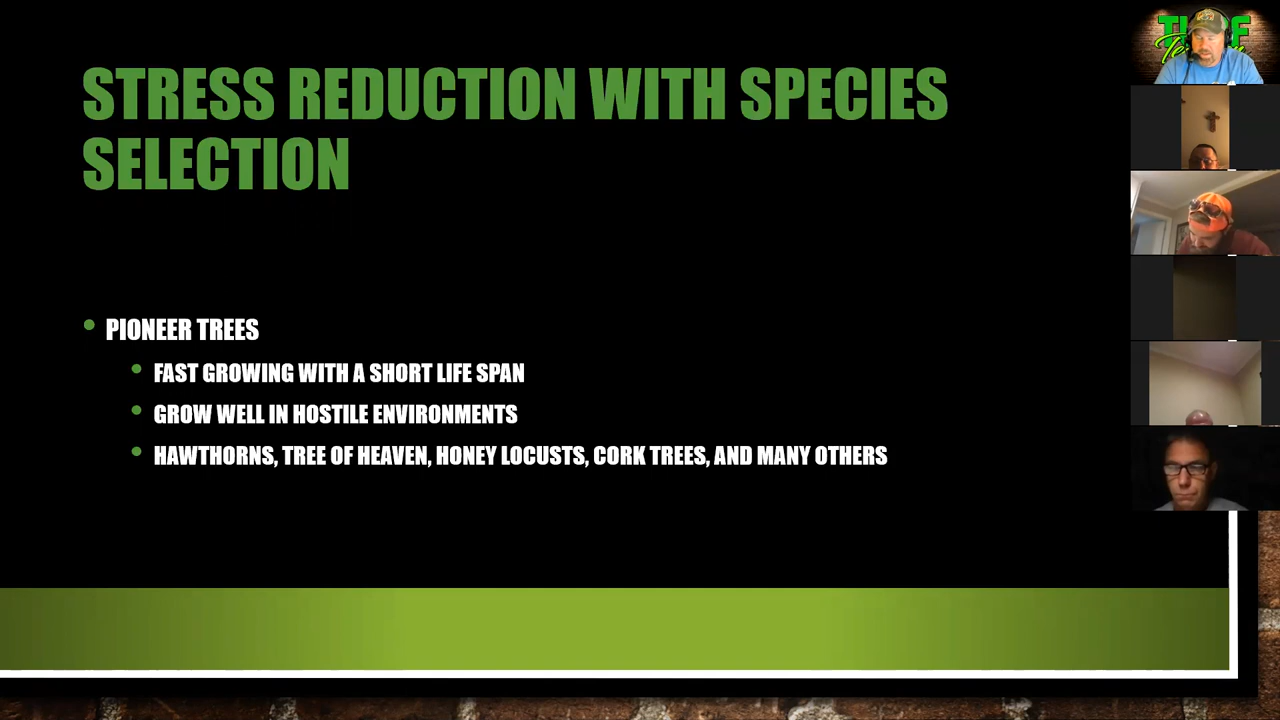 STRESS REDUCTION WITH SPECIES
SELECTION
• PIONEER TREES
• FAST GROWING WITH A SHORT LIFE SPAN
• GROW WELL IN HOSTILE ENVIRONMENTS
• HAWTHORNS, TREE OF HEAVEN, HONEY LOCUSTS, CORK TREES, AND MANY OTHERS